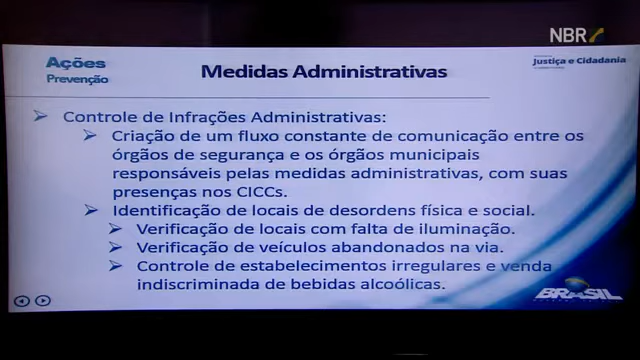 NBR
Ações
Prevenção
Medidas Administrativas
Justiça e Cidadania
Controle de Infrações Administrativas:
Criação de um fluxo constante de comunicação entre os
órgãos de segurança e os órgãos municipais
responsáveis pelas medidas administrativas, com suas
presenças nos CICCs.
Identificação de locais de desordens física e social.
Verificação de locais com falta de iluminação.
Verificação de veículos abandonados na via.
Controle de estabelecimentos irregulares e venda
indiscriminada de bebidas alcoólicas.
BRASIL